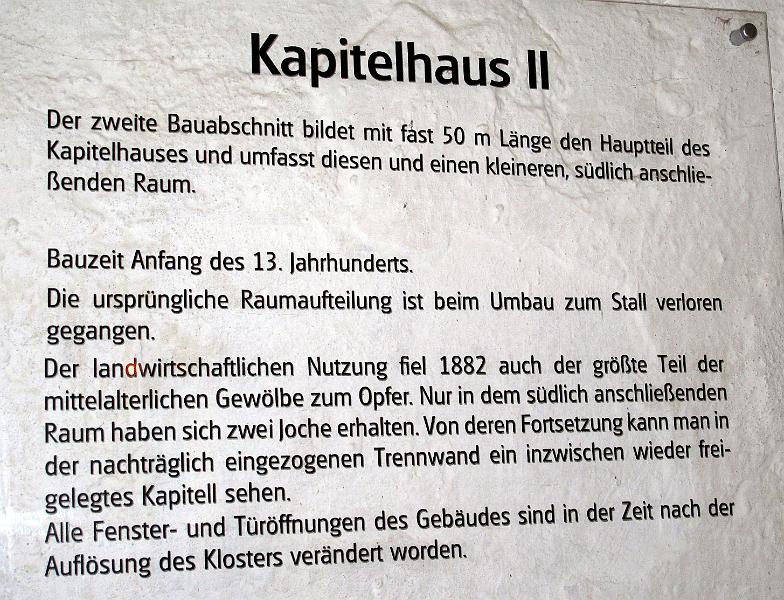 Kapitelhaus II
Der zweite Bauabschnitt bildet mit fast 50 m Länge den Hauptteil des
Kapitelhauses und umfasst diesen und einen kleineren, südlich anschlie-
ßenden Raum.
Bauzeit Anfang des 13. Jahrhunderts.
Die ursprüngliche Raumaufteilung ist beim Umbau zum Stall verloren
gegangen.
Der landwirtschaftlichen Nutzung fiel 1882 auch der größte Teil der
mittelalterlichen Gewölbe zum Opfer. Nur in dem südlich anschließenden
Raum haben sich zwei Joche erhalten. Von deren Fortsetzung kann man in
der nachträglich eingezogenen Trennwand ein inzwischen wieder frei-
gelegtes Kapitell sehen.
Alle Fenster- und Türöffnungen des Gebäudes sind in der Zeit nach der
Auflösung des Klosters verändert worden.